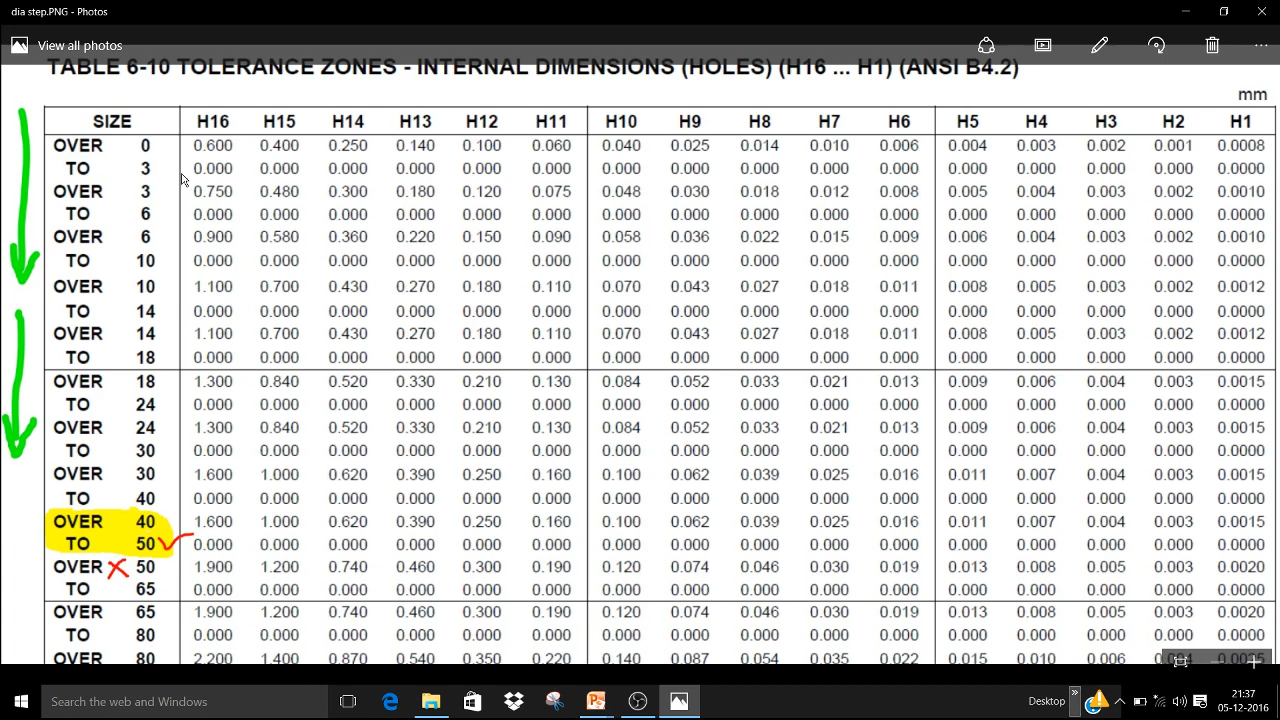 dia step.PNG - Photos
View all photos
TABLE 6-10 TOLERANCE ZONES - INTERNAL DIMENSIONS (HOLES) (H16 ... H1) (ANSI B4.2)
mm
SIZE H16 H15 H14 H13 H12 H11 H10 H9 H8 H7 H6 H5 H4 H3 H2 H1
OVER 0 0.600 0.400 0.250 0.140 0.100 0.060 0.040 0.025 0.014 0.010 0.006 0.004 0.003 0.002 0.001 0.0008
TO 3 0.000 0.000 0.000 0.000 0.000 0.000 0.000 0.000 0.000 0.000 0.000 0.000 0.000 0.000 0.000 0.0000
OVER 3 0.750 0.480 0.300 0.180 0.120 0.075 0.048 0.030 0.018 0.012 0.008 0.005 0.004 0.003 0.002 0.0010
TO 6 0.000 0.000 0.000 0.000 0.000 0.000 0.000 0.000 0.000 0.000 0.000 0.000 0.000 0.000 0.000 0.0000
OVER 6 0.900 0.580 0.360 0.220 0.150 0.090 0.058 0.036 0.022 0.015 0.009 0.006 0.004 0.003 0.002 0.0010
TO 10 0.000 0.000 0.000 0.000 0.000 0.000 0.000 0.000 0.000 0.000 0.000 0.000 0.000 0.000 0.000 0.0000
OVER 10 1.100 0.700 0.430 0.270 0.180 0.110 0.070 0.043 0.027 0.018 0.011 0.008 0.005 0.003 0.002 0.0012
TO 14 0.000 0.000 0.000 0.000 0.000 0.000 0.000 0.000 0.000 0.000 0.000 0.000 0.000 0.000 0.000 0.0000
OVER 14 1.100 0.700 0.430 0.270 0.180 0.110 0.070 0.043 0.027 0.018 0.011 0.008 0.005 0.003 0.002 0.0012
TO 18 0.000 0.000 0.000 0.000 0.000 0.000 0.000 0.000 0.000 0.000 0.000 0.000 0.000 0.000 0.000 0.0000
OVER 18 1.300 0.840 0.520 0.330 0.210 0.130 0.084 0.052 0.033 0.021 0.013 0.009 0.006 0.004 0.003 0.0015
TO 24 0.000 0.000 0.000 0.000 0.000 0.000 0.000 0.000 0.000 0.000 0.000 0.000 0.000 0.000 0.000 0.0000
OVER 24 1.300 0.840 0.520 0.330 0.210 0.130 0.084 0.052 0.033 0.021 0.013 0.009 0.006 0.004 0.003 0.0015
TO 30 0.000 0.000 0.000 0.000 0.000 0.000 0.000 0.000 0.000 0.000 0.000 0.000 0.000 0.000 0.000 0.0000
OVER 30 1.600 1.000 0.620 0.390 0.250 0.160 0.100 0.062 0.039 0.025 0.016 0.011 0.007 0.004 0.003 0.0015
TO 40 0.000 0.000 0.000 0.000 0.000 0.000 0.000 0.000 0.000 0.000 0.000 0.000 0.000 0.000 0.000 0.0000
OVER 40 1.600 1.000 0.620 0.390 0.250 0.160 0.100 0.062 0.039 0.025 0.016 0.011 0.007 0.004 0.003 0.0015
TO 50 0.000 0.000 0.000 0.000 0.000 0.000 0.000 0.000 0.000 0.000 0.000 0.000 0.000 0.000 0.000 0.0000
OVER 50 1.900 1.200 0.740 0.460 0.300 0.190 0.120 0.074 0.046 0.030 0.019 0.013 0.008 0.005 0.003 0.0020
TO 65 0.000 0.000 0.000 0.000 0.000 0.000 0.000 0.000 0.000 0.000 0.000 0.000 0.000 0.000 0.000 0.0000
OVER 65 1.900 1.200 0.740 0.460 0.300 0.190 0.120 0.074 0.046 0.030 0.019 0.013 0.008 0.005 0.003 0.0020
TO 80 0.000 0.000 0.000 0.000 0.000 0.000 0.000 0.000 0.000 0.000 0.000 0.000 0.000 0.000 0.000 0.0000
OVER 80 2.200 1.400 0.870 0.540 0.350 0.220 0.140 0.087 0.054 0.035 0.022 0.015 0.010 0.006
Search the web and Windows
Desktop
21:37
05-12-2016